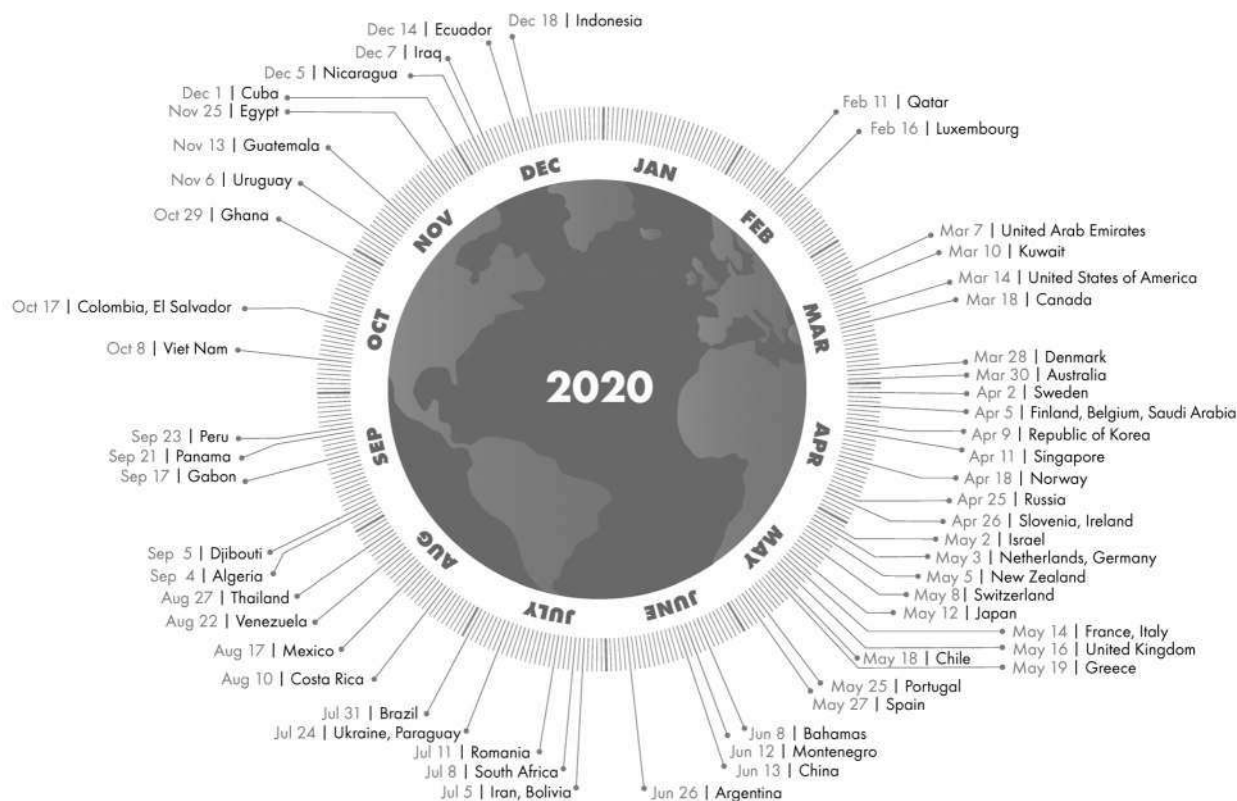 Dec 18 | Indonesia
Dec 14 | Ecuador
Dec 7 | Iraq
Dec 5 | Nicaragua
Dec 1 | Cuba
Nov 25 | Egypt
Nov 13 | Guatemala
Nov 6 | Uruguay
Oct 29 | Ghana
Oct 17 | Colombia, El Salvador
Oct 8 | Viet Nam
Sep 23 | Peru
Sep 21 | Panama
Sep 17 | Gabon
Sep 5 | Djibouti
Sep 4 | Algeria
Aug 27 | Thailand
Aug 22 | Venezuela
Aug 17 | Mexico
Aug 10 | Costa Rica
Jul 31 | Brazil
Jul 24 | Ukraine, Paraguay
Jul 11 | Romania
Jul 8 | South Africa
Jul 5 | Iran, Bolivia
JAN
FEB
MAR
APR
MAY
JUNE
JULY
AUG
SEP
OCT
NOV
DEC
2020
Feb 11 | Qatar
Feb 16 | Luxembourg
Mar 7 | United Arab Emirates
Mar 10 | Kuwait
Mar 14 | United States of America
Mar 18 | Canada
Mar 28 | Denmark
Mar 30 | Australia
Apr 2 | Sweden
Apr 5 | Finland, Belgium, Saudi Arabia
Apr 9 | Republic of Korea
Apr 11 | Singapore
Apr 18 | Norway
Apr 25 | Russia
Apr 26 | Slovenia, Ireland
May 2 | Israel
May 3 | Netherlands, Germany
May 5 | New Zealand
May 8 | Switzerland
May 12 | Japan
May 14 | France, Italy
May 16 | United Kingdom
May 18 | Chile
May 19 | Greece
May 25 | Portugal
May 27 | Spain
Jun 8 | Bahamas
Jun 12 | Montenegro
Jun 13 | China
Jun 26 | Argentina